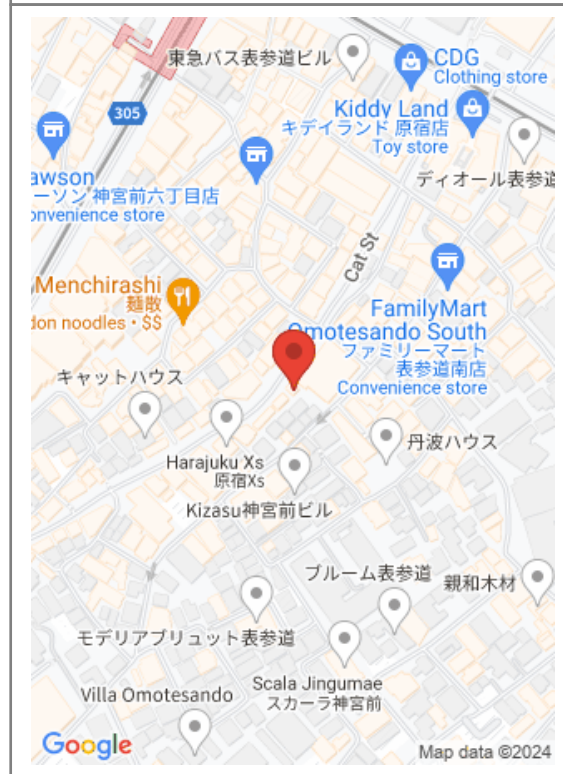 東急バス表参道ビル
CDG
Clothing store
305
Kiddy Land
キデイランド 原宿店
Toy store
awson
ーソン 神宮前六丁目店
onvenience store
ディオール表参道
Cat St
Menchirashi
麺散
don noodles • $$
FamilyMart
Omotesando South
ファミリーマート
表参道南店
Convenience store
キャットハウス
Harajuku Xs
原宿Xs
丹波ハウス
Kizasu神宮前ビル
ブルーム表参道
親和木材
モデリアブリュット表参道
Scala Jingumae
スカーラ神宮前
Villa Omotesando
Google
Map data ©2024